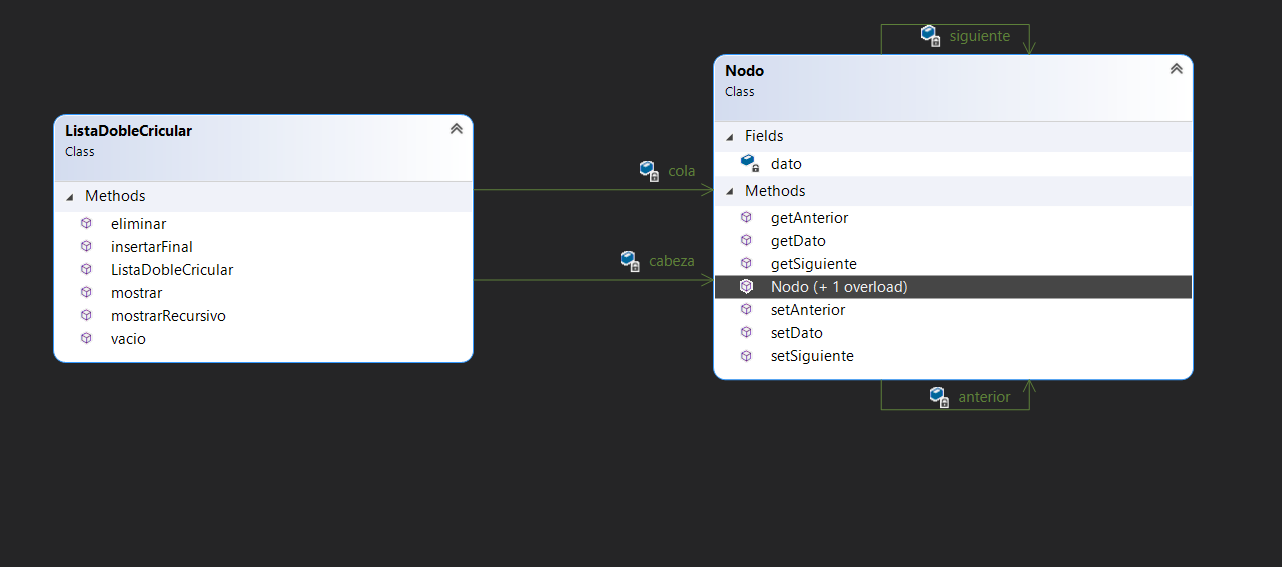 siguiente
Nodo
Class
Fields
dato
Methods
getAnterior
getDato
getSiguiente
Nodo (+ 1 overload)
setAnterior
setDato
setSiguiente
anterior
ListaDobleCricular
Class
Methods
eliminar
insertarFinal
ListaDobleCricular
mostrar
mostrarRecursivo
vacio
cola
cabeza